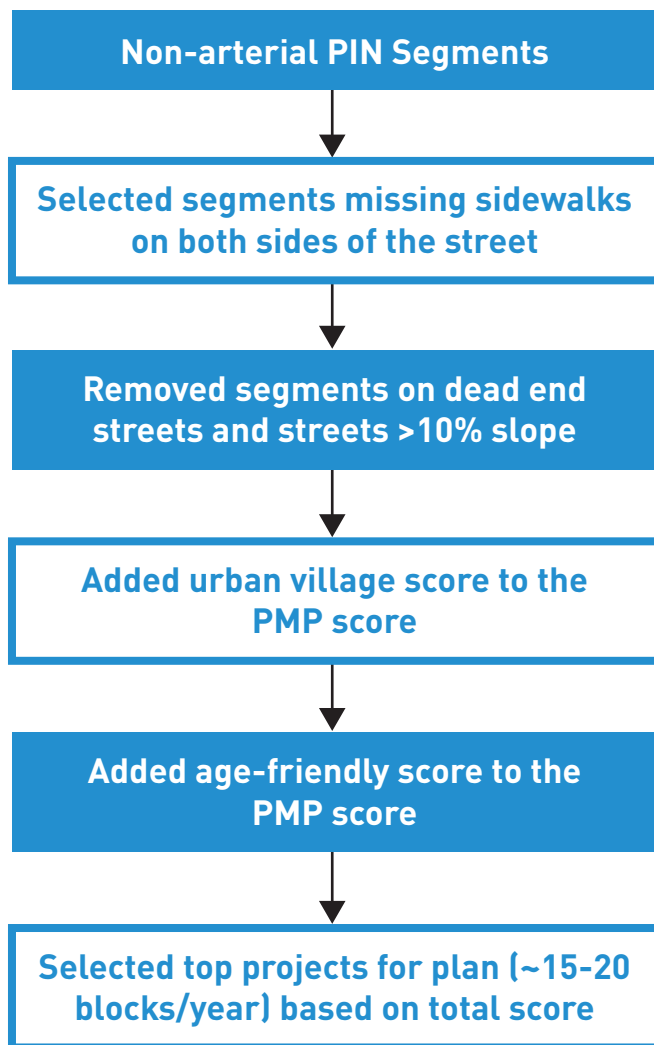 Non-arterial PIN Segments
Selected segments missing sidewalks
on both sides of the street
Removed segments on dead end
streets and streets >10% slope
Added urban village score to the
PMP score
Added age-friendly score to the
PMP score
Selected top projects for plan (~15-20
blocks/year) based on total score